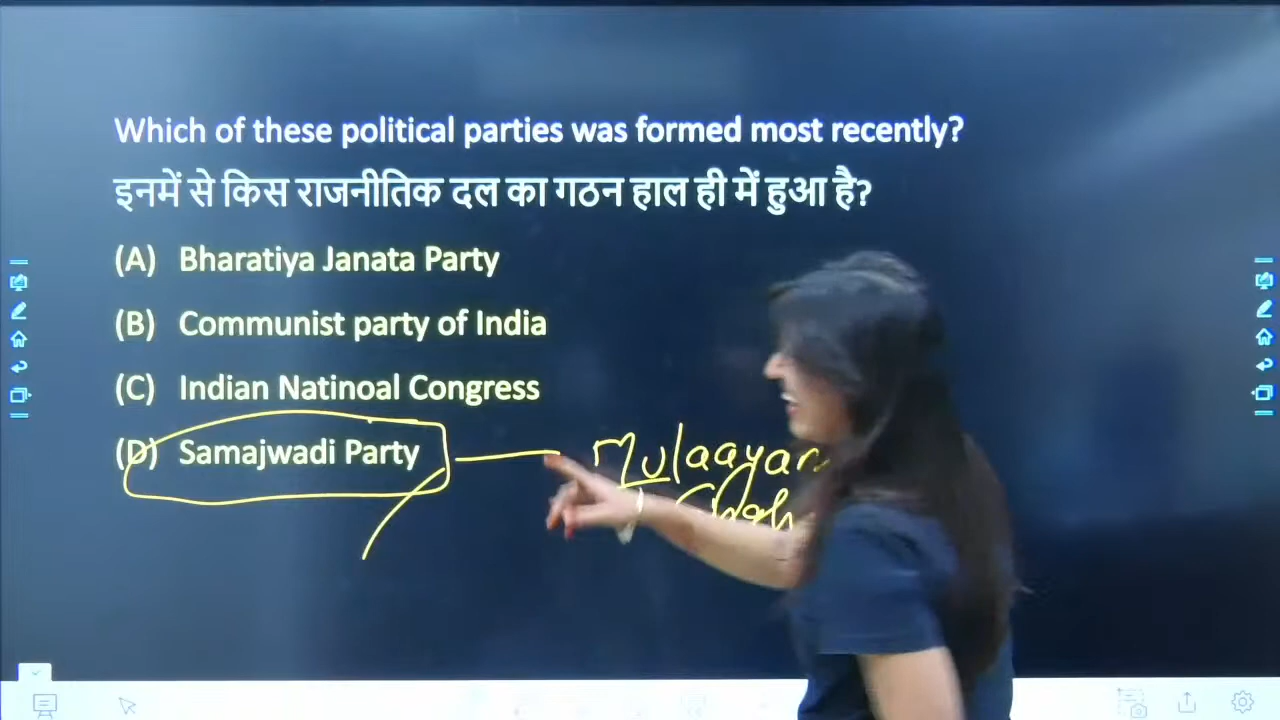 Which of these political parties was formed most recently?
इनमें से किस राजनीतिक दल का गठन हाल ही में हुआ है?
(A) Bharatiya Janata Party
(B) Communist party of India
(C) Indian Natinoal Congress
(D) Samajwadi Party
Mulaayam